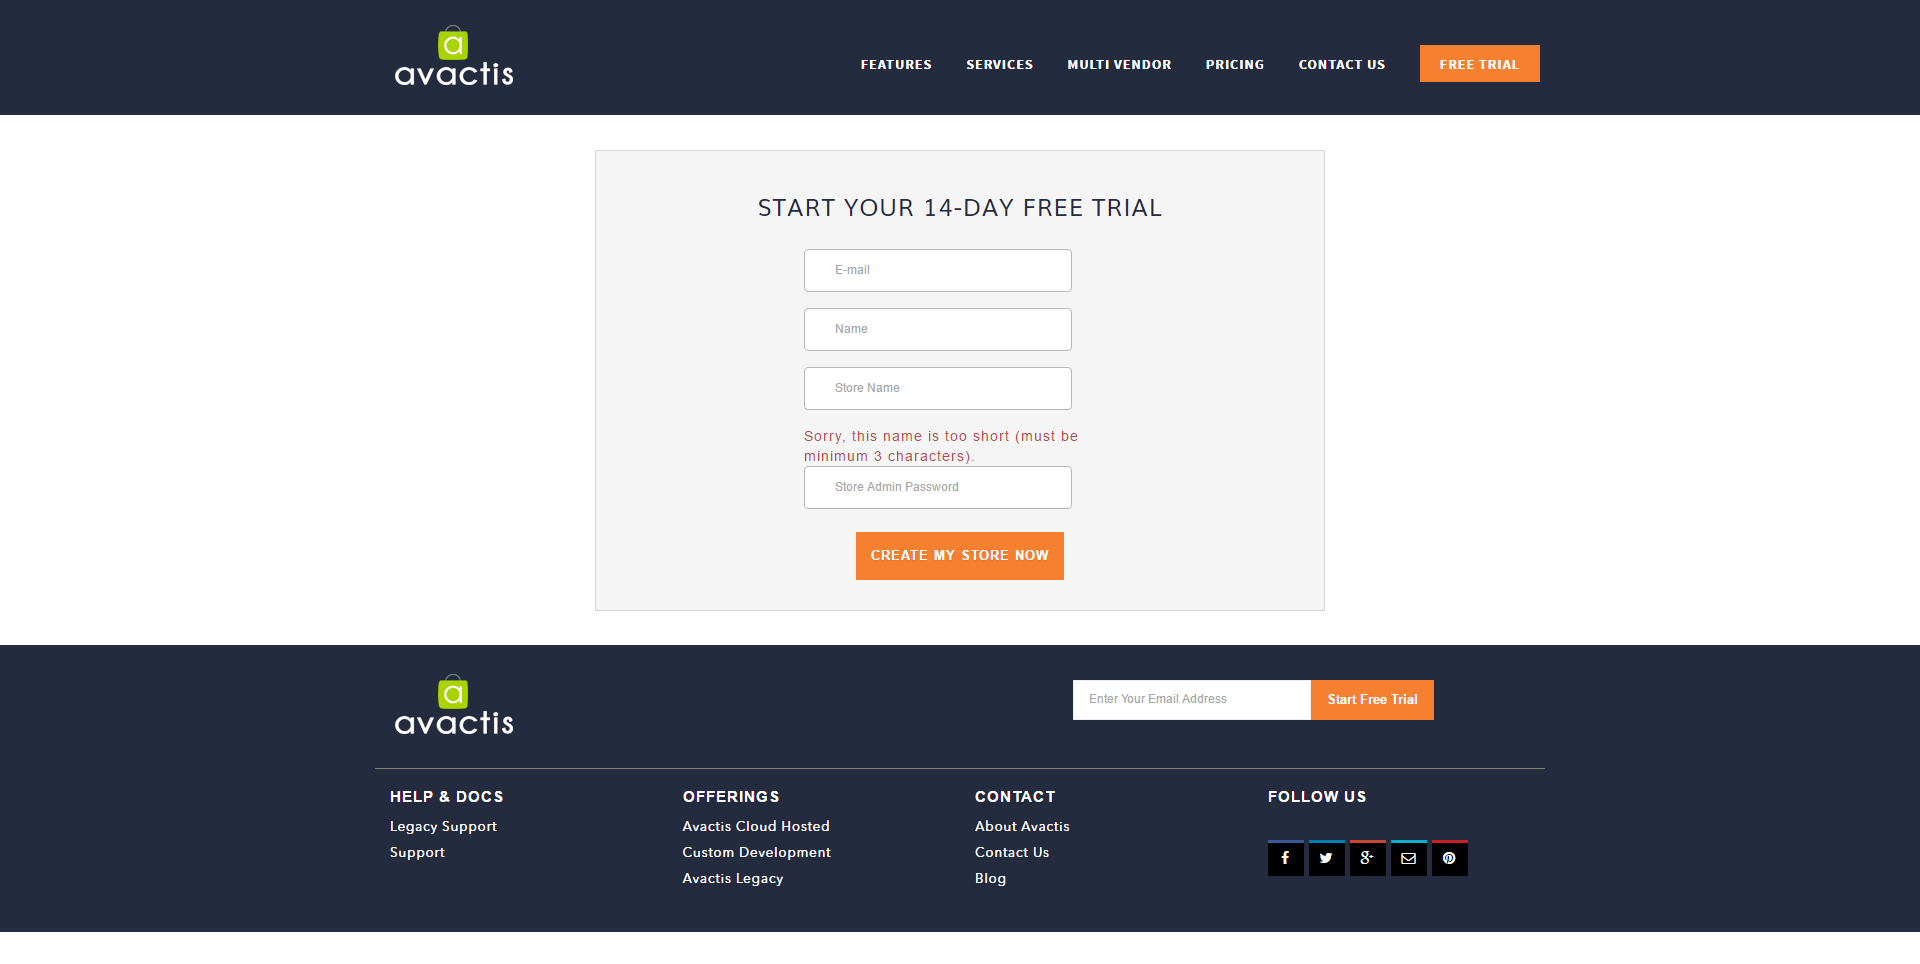 a
avactis
FEATURES
SERVICES
MULTI VENDOR
PRICING
CONTACT US
FREE TRIAL
START YOUR 14-DAY FREE TRIAL
E-mail
Name
Store Name
Sorry, this name is too short (must be
minimum 3 characters).
Store Admin Password
CREATE MY STORE NOW
a
avactis
Enter Your Email Address
Start Free Trial
HELP & DOCS
Legacy Support
Support
OFFERINGS
Avactis Cloud Hosted
Custom Development
Avactis Legacy
CONTACT
About Avactis
Contact Us
Blog
FOLLOW US